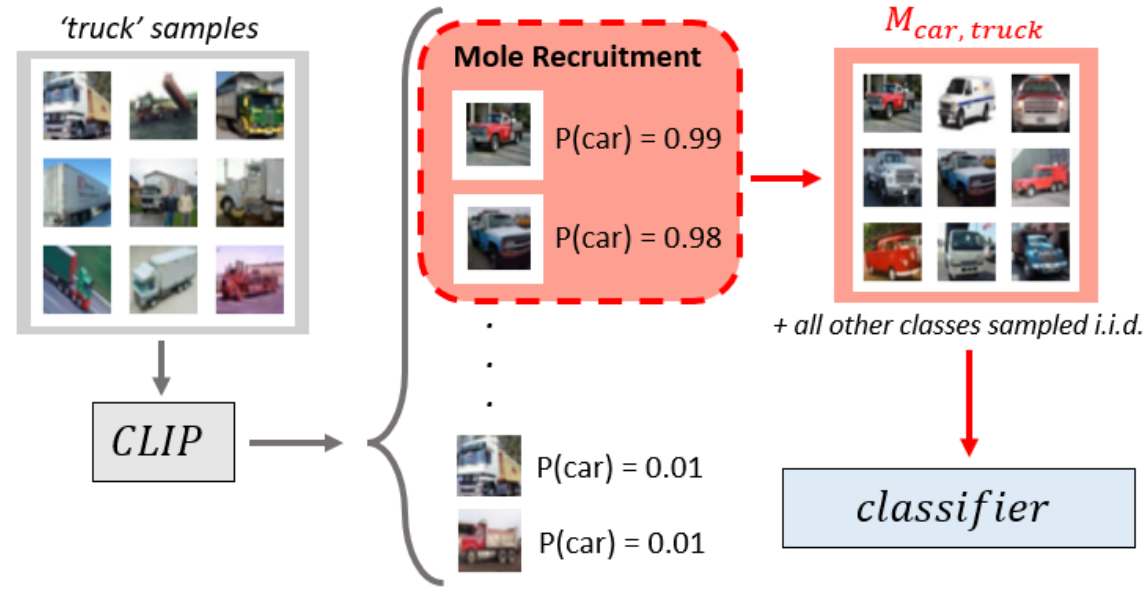 ‘truck’ samples
CLIP
Mole Recruitment
P(car) = 0.99
P(car) = 0.98
.
.
.
P(car) = 0.01
P(car) = 0.01
M_{car, truck}
+ all other classes sampled i.i.d.
classifier